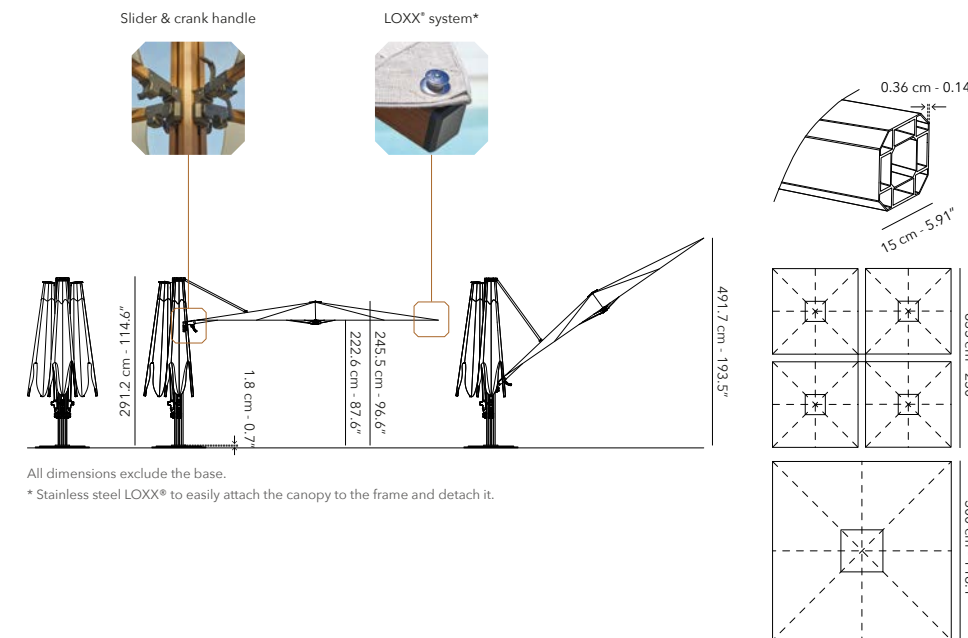 Slider & crank handle
LOXX® system*
0.36 cm - 0.14
15 cm - 5.91"
291.2 cm - 114.6"
1.8 cm - 0.7"
222.6 cm - 87.6"
245.5 cm - 96.6"
491.7 cm - 193.5"
All dimensions exclude the base.
* Stainless steel LOXX® to easily attach the canopy to the frame and detach it.